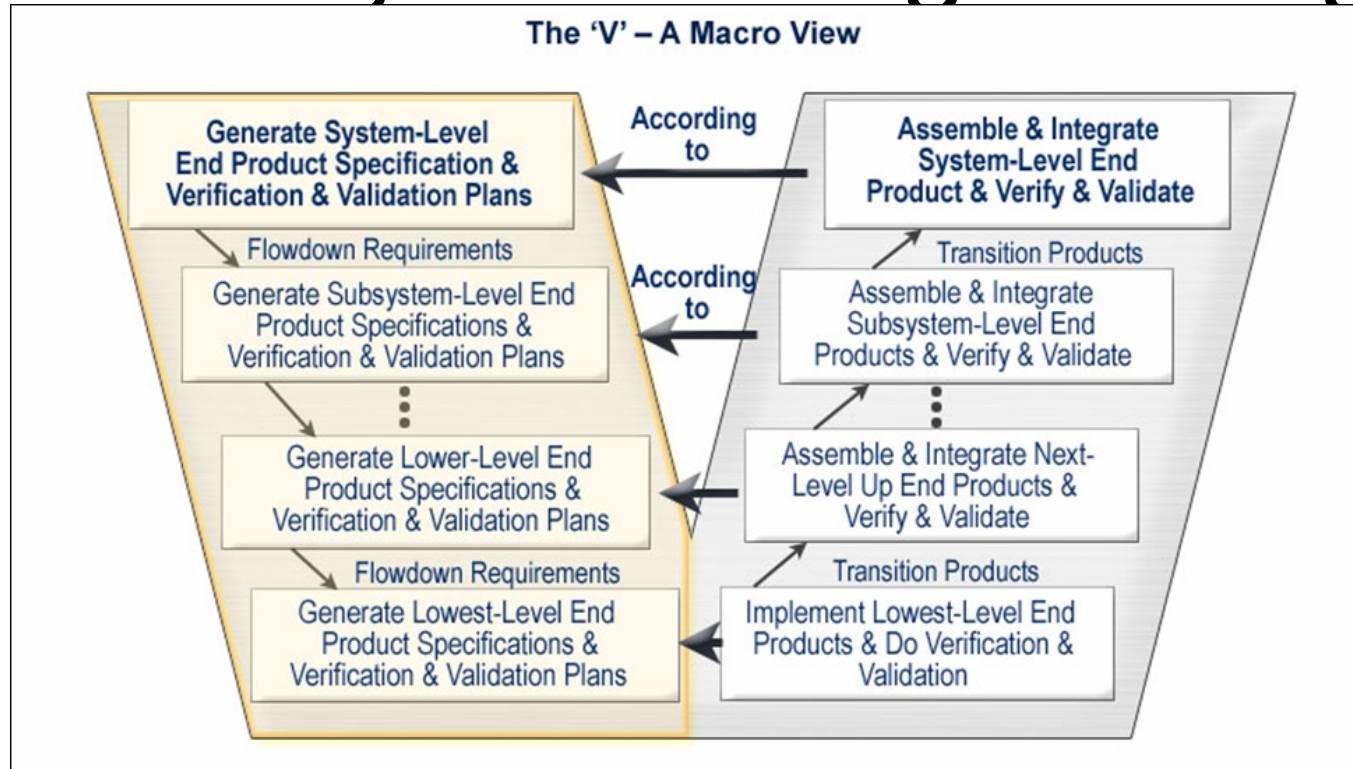 The 'V' – A Macro View
Generate System-Level
End Product Specification &
Verification & Validation Plans
According
to
Assemble & Integrate
System-Level End
Product & Verify & Validate
Flowdown Requirements
Transition Products
Generate Subsystem-Level End
Product Specifications &
Verification & Validation Plans
According
to
Assemble & Integrate
Subsystem-Level End
Products & Verify & Validate
Generate Lower-Level End
Product Specifications &
Verification & Validation Plans
Assemble & Integrate Next-
Level Up End Products &
Verify & Validate
Flowdown Requirements
Transition Products
Generate Lowest-Level End
Product Specifications &
Verification & Validation Plans
Implement Lowest-Level End
Products & Do Verification &
Validation